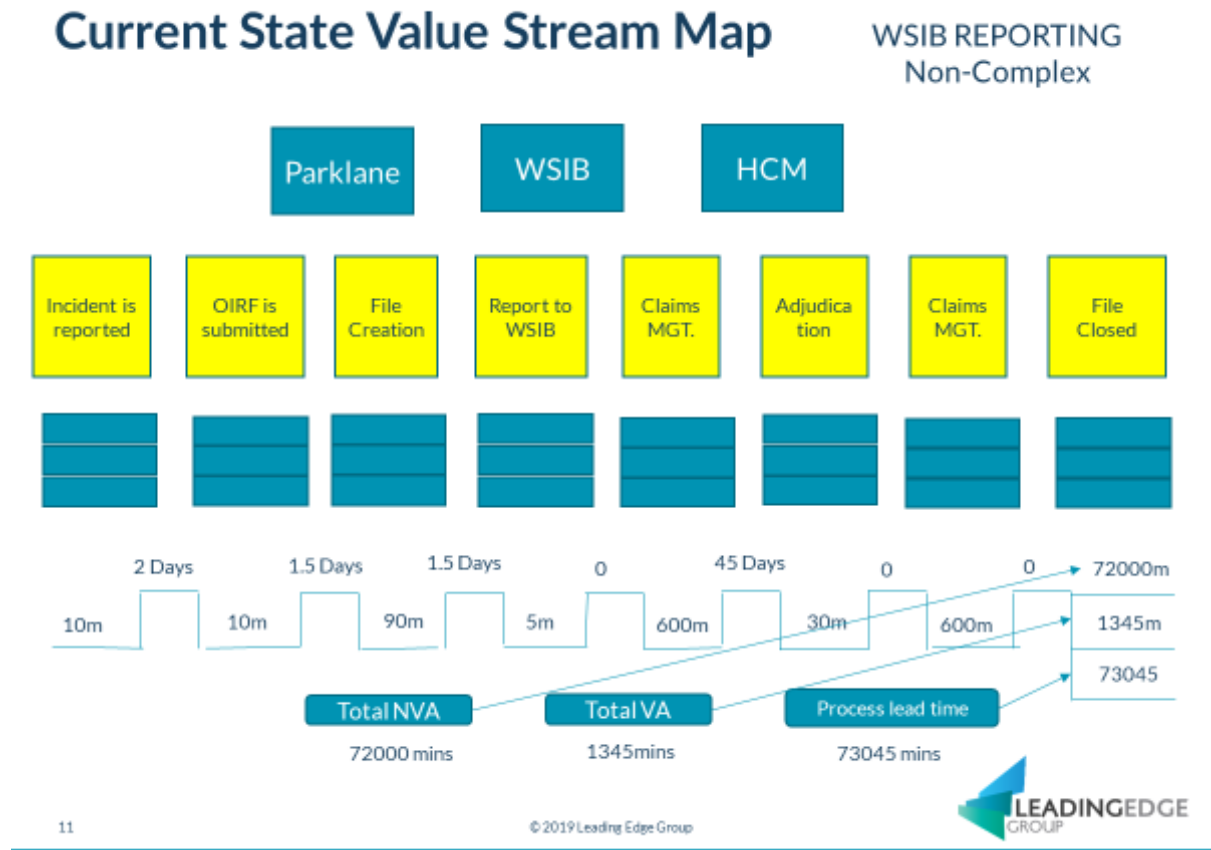 Current State Value Stream Map
WSIB REPORTING
Non-Complex
Parklane
WSIB
HCM
Incident is
reported
OIRF is
submitted
File
Creation
Report to
WSIB
Claims
MGT.
Adjudica
tion
Claims
MGT.
File
Closed
2 Days
1.5 Days
1.5 Days
0
45 Days
0
0
72000m
10m
10m
90m
5m
600m
30m
600m
1345m
73045
Total NVA
Total VA
Process lead time
72000 mins
1345mins
73045 mins
11
© 2019 Leading Edge Group
LEADINGEDGE
GROUP